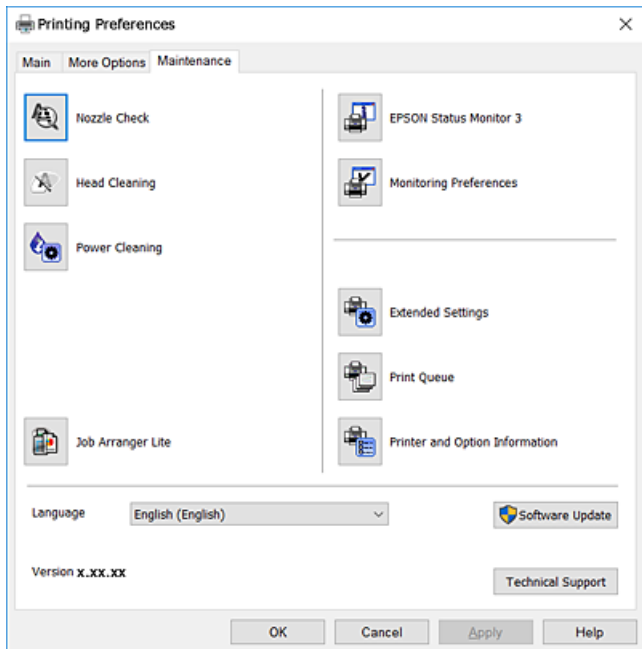 Printing Preferences
Main More Options Maintenance
Nozzle Check
Head Cleaning
Power Cleaning
Job Arranger Lite
EPSON Status Monitor 3
Monitoring Preferences
Extended Settings
Print Queue
Printer and Option Information
Language English (English) Software Update
Version x.xx.xx
Technical Support
OK Cancel Apply Help